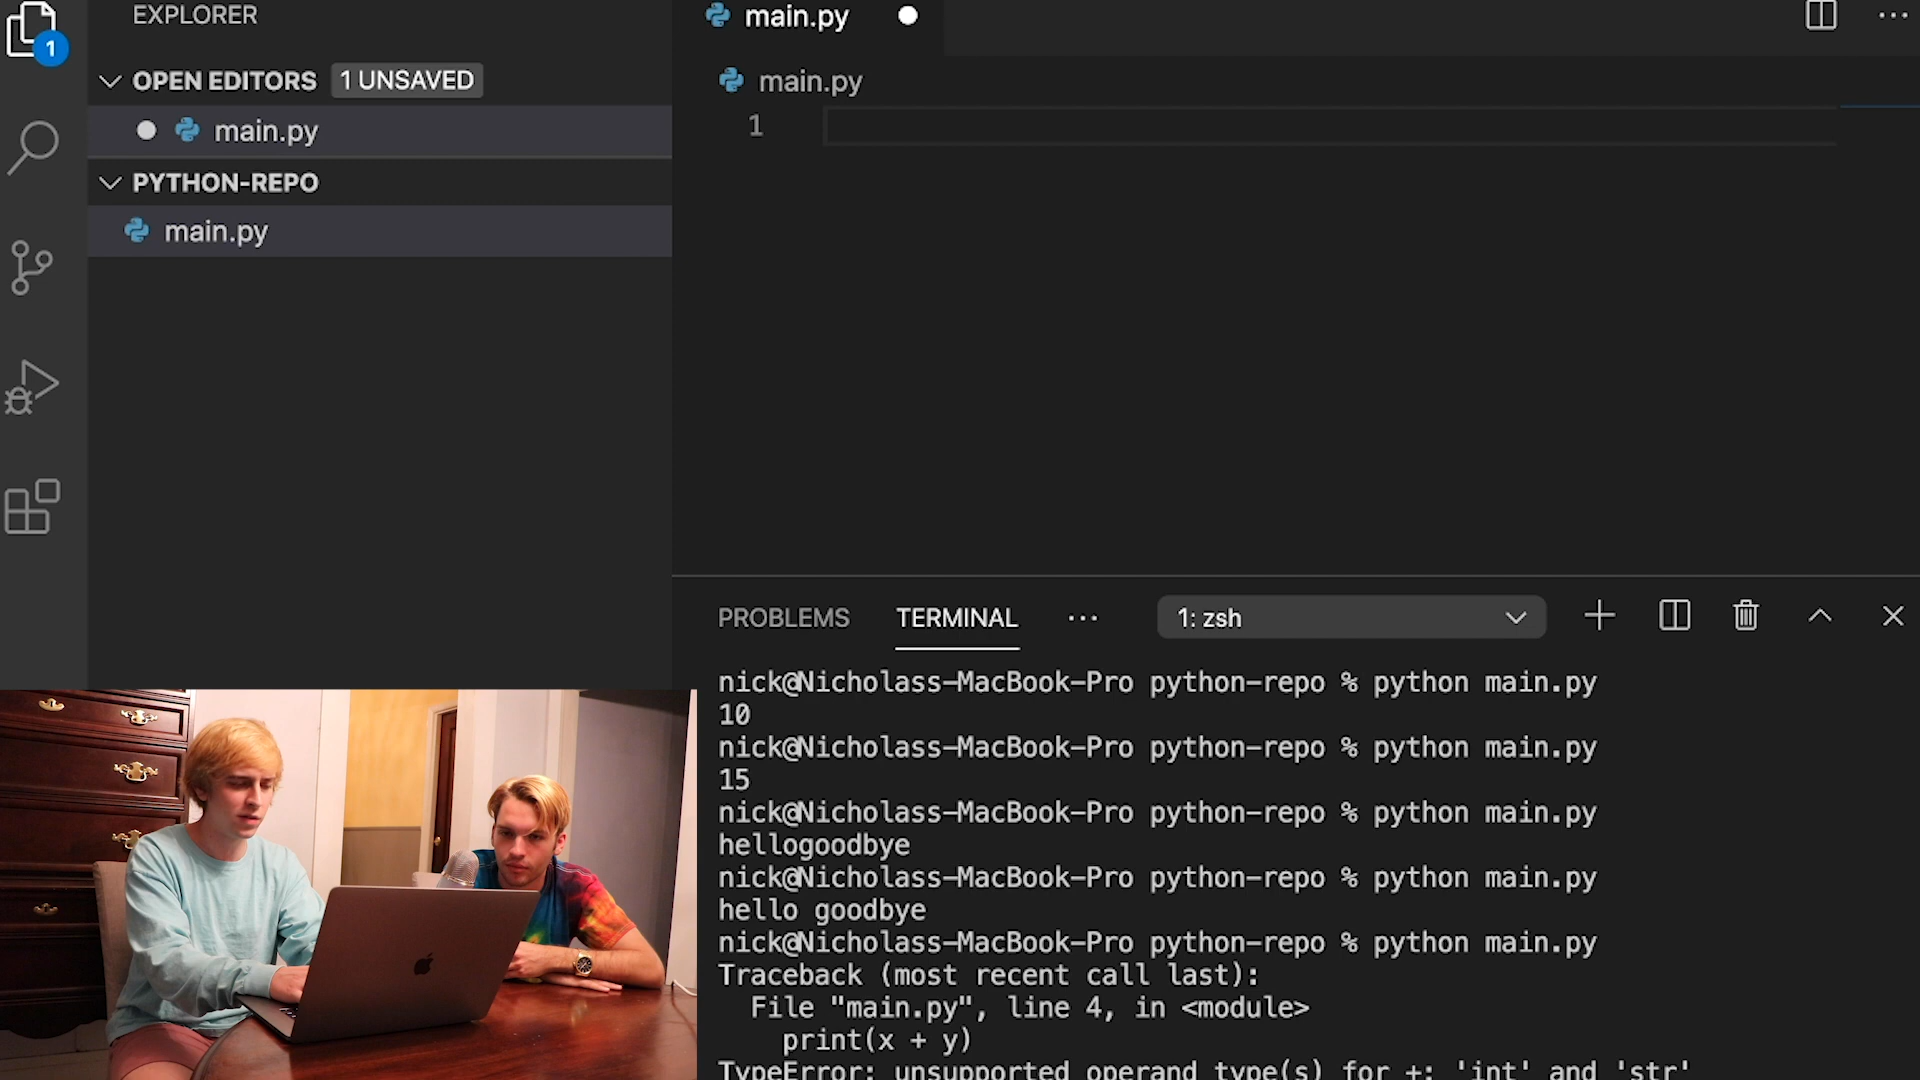 EXPLORER
1
OPEN EDITORS 1 UNSAVED
main.py
PYTHON-REPO
main.py
main.py
main.py
1
PROBLEMS TERMINAL ··· 1: zsh
nick@Nicholass-MacBook-Pro python-repo % python main.py
10
nick@Nicholass-MacBook-Pro python-repo % python main.py
15
nick@Nicholass-MacBook-Pro python-repo % python main.py
hellogoodbye
nick@Nicholass-MacBook-Pro python-repo % python main.py
hello goodbye
nick@Nicholass-MacBook-Pro python-repo % python main.py
Traceback (most recent call last):
  File "main.py", line 4, in <module>
    print(x + y)
TypeError: unsupported operand type(s) for +: 'int' and 'str'